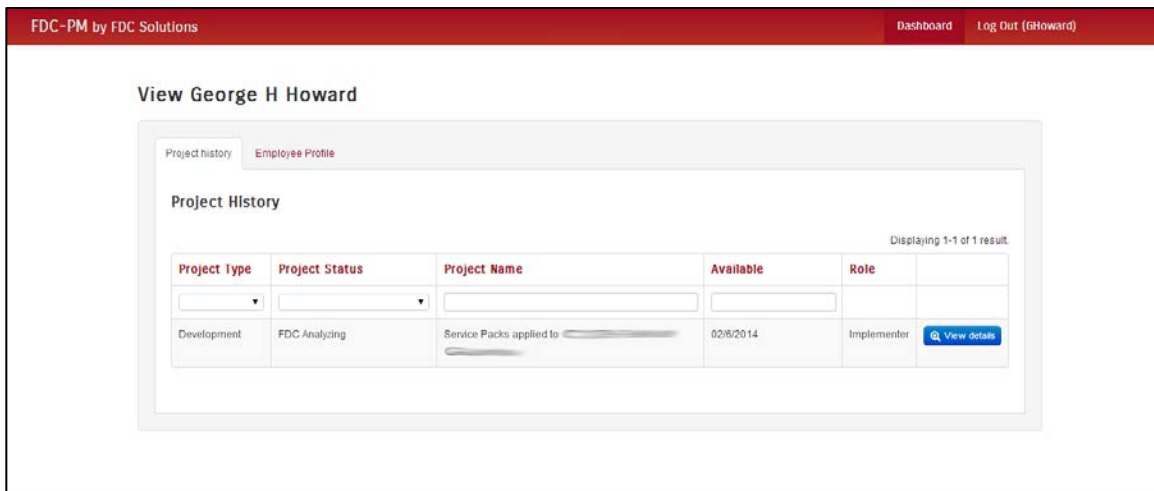 FDC-PM by FDC Solutions Dashboard Log Out (GHoward)
View George H Howard
Project history Employee Profile
Project History
Displaying 1-1 of 1 result.
Project Type Project Status Project Name Available Role
Development FDC Analyzing Service Packs applied to 02/6/2014 Implementer View details